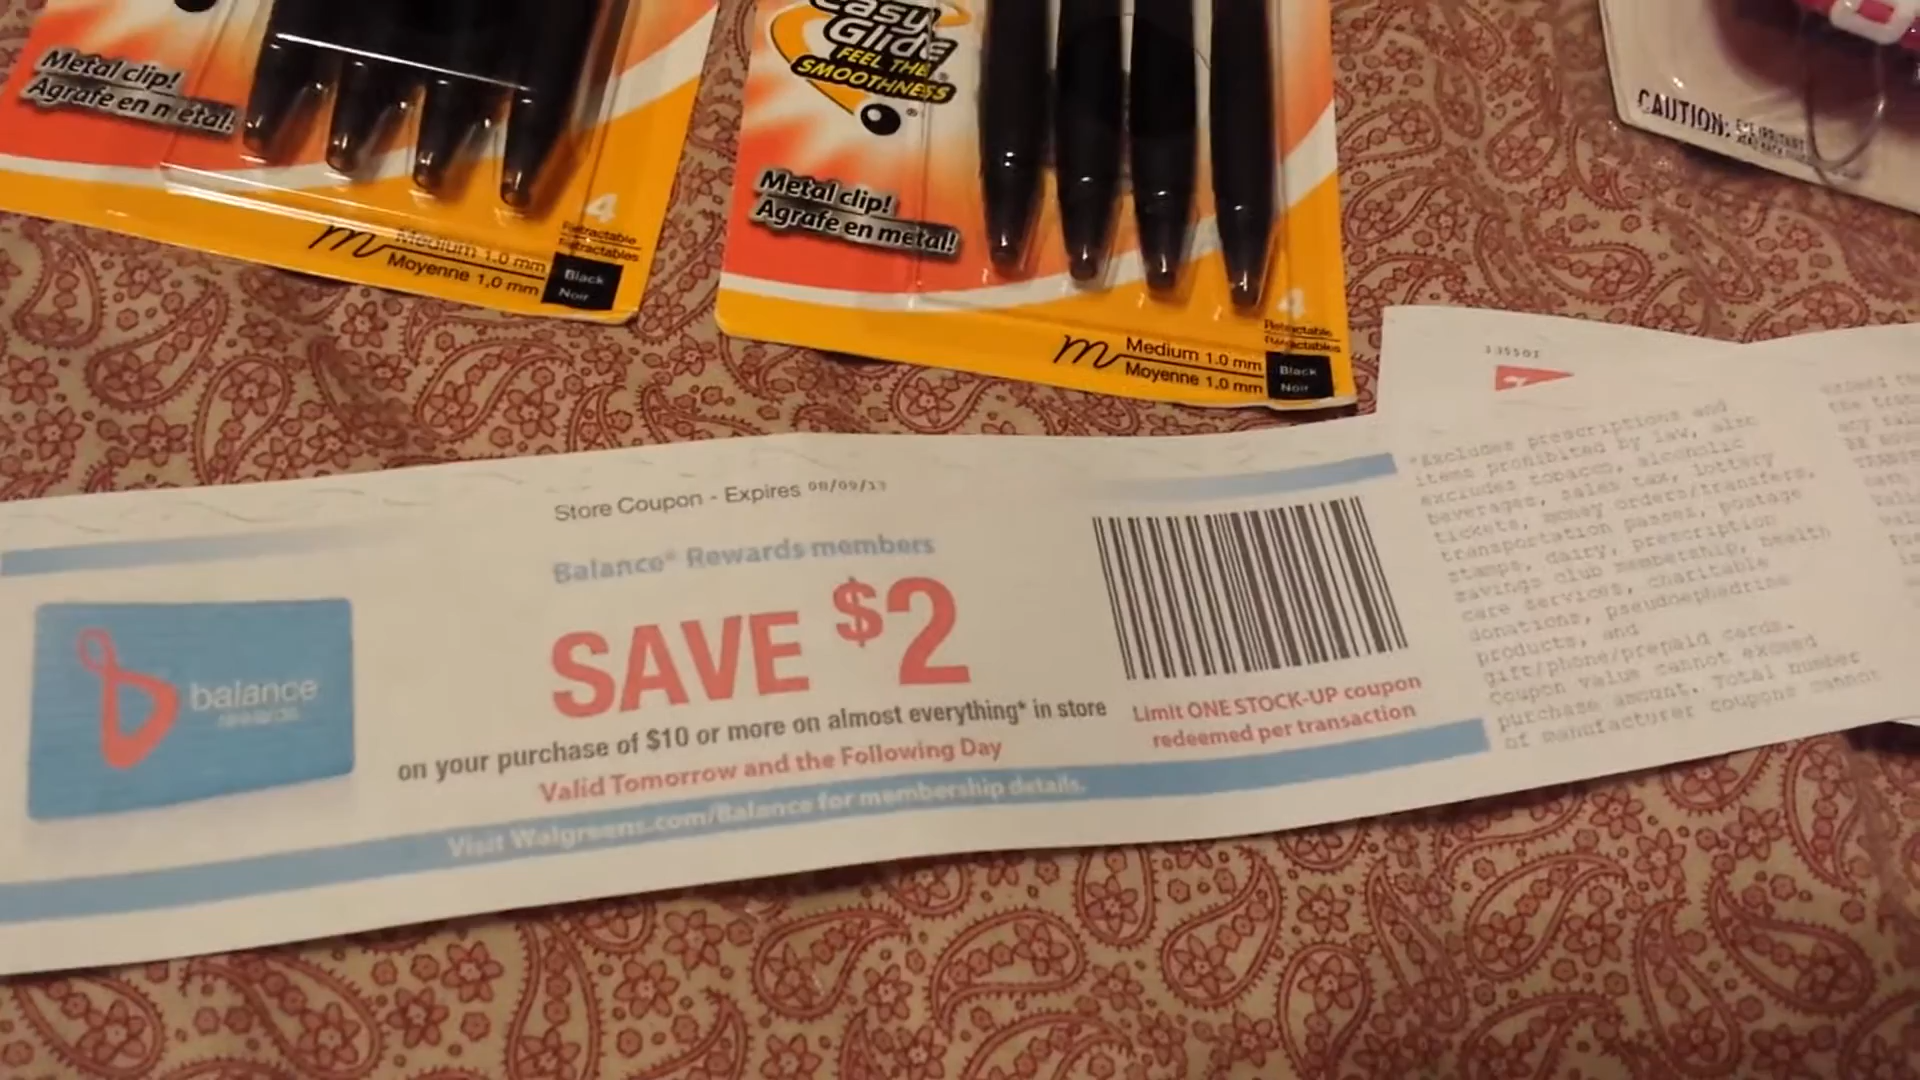 Metal clip!
Agrafe en métal!
4
Retractable
Rétractables
Medium 1.0 mm
Moyenne 1,0 mm
Black
Noir
Easy
Glide
FEEL THE
SMOOTHNESS
®
Metal clip!
Agrafe en métal!
4
Retractable
Rétractables
Medium 1.0 mm
Moyenne 1,0 mm
Black
Noir
CAUTION:
Store Coupon - Expires 08/09/13
Balance® Rewards members
SAVE $2
on your purchase of $10 or more on almost everything* in store
Valid Tomorrow and the Following Day
Visit Walgreens.com/Balance for membership details.
balance
rewards
Limit ONE STOCK-UP coupon
redeemed per transaction
*Excludes prescriptions and
items prohibited by law, also
excludes tobacco, alcoholic
beverages, sales tax, lottery
tickets, money orders/transfers,
transportation passes, postage
stamps, dairy, prescription
savings club membership, health
care services, charitable
donations, pseudoephedrine
products, and
gift/phone/prepaid cards.
Coupon value cannot exceed
purchase amount. Total number
of manufacturer coupons cannot